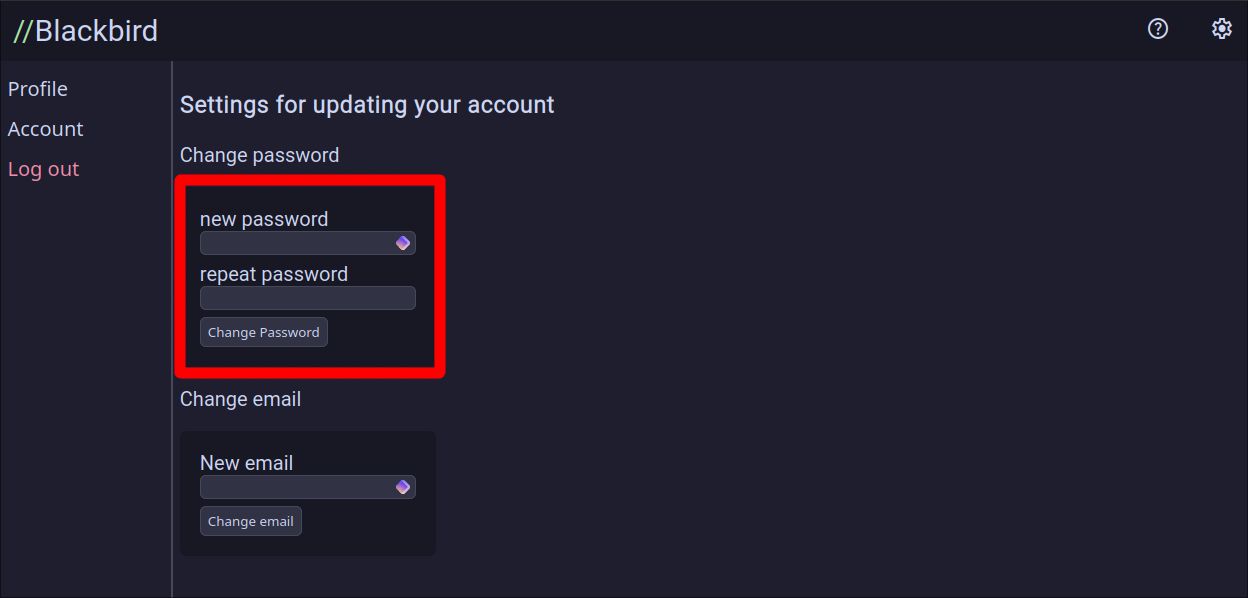 //Blackbird
Profile
Account
Log out
Settings for updating your account
Change password
new password
repeat password
Change Password
Change email
New email
Change email